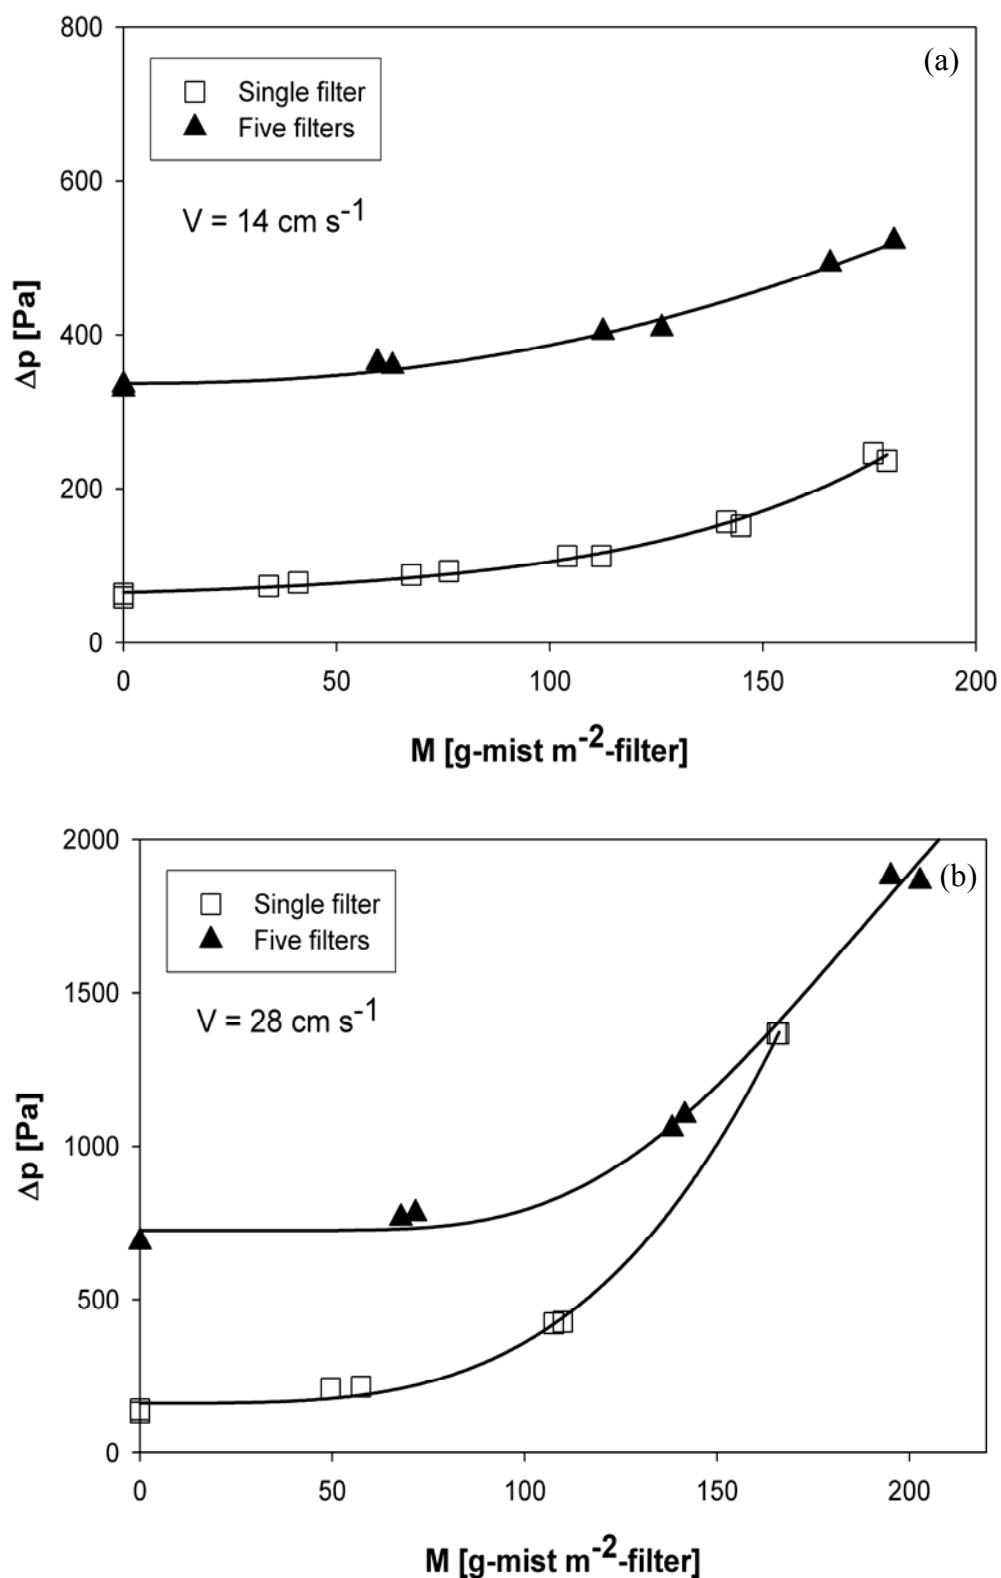 800
(a)
Single filter
Five filters
600
V = 14 cm s⁻¹
Δp [Pa]
400
200
0
0 50 100 150 200
M [g-mist m⁻²-filter]
2000
(b)
Single filter
Five filters
1500
V = 28 cm s⁻¹
Δp [Pa]
1000
500
0
0 50 100 150 200
M [g-mist m⁻²-filter]